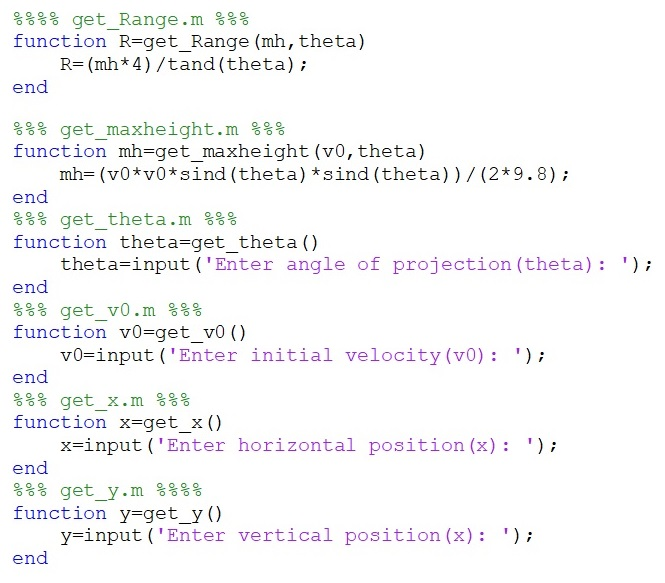 %%%% get_Range.m %%%
function R=get_Range(mh,theta)
    R=(mh*4)/tand(theta);
end
%%% get_maxheight.m %%%
function mh=get_maxheight(v0,theta)
    mh=(v0*v0*sind(theta)*sind(theta))/(2*9.8);
end
%%% get_theta.m %%%
function theta=get_theta()
    theta=input('Enter angle of projection(theta): ');
end
%%% get_v0.m %%%
function v0=get_v0()
    v0=input('Enter initial velocity(v0): ');
end
%%% get_x.m %%%
function x=get_x()
    x=input('Enter horizontal position(x): ');
end
%%% get_y.m %%%%
function y=get_y()
    y=input('Enter vertical position(x): ');
end